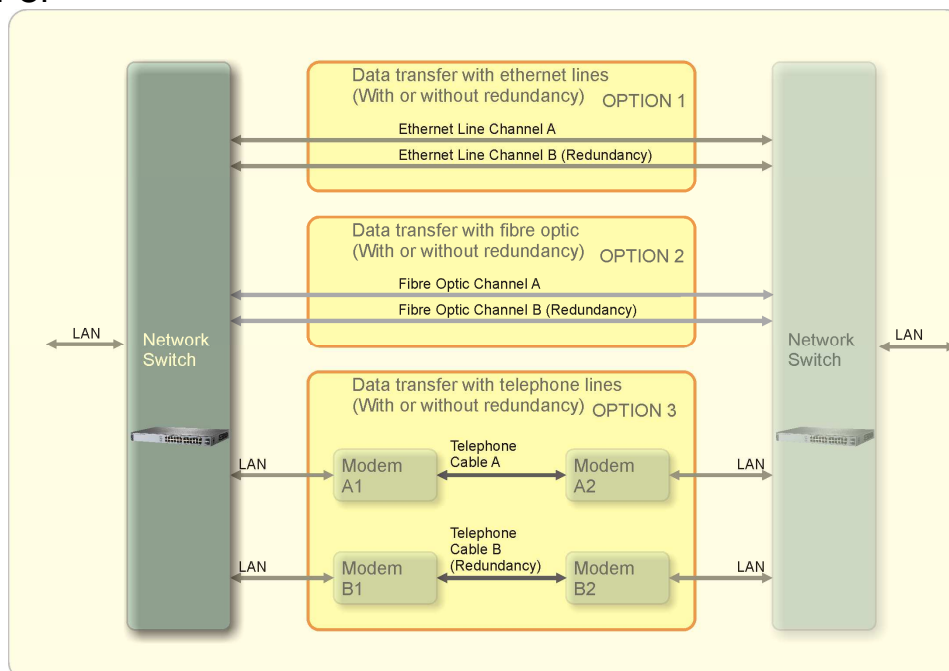 Data transfer with ethernet lines
(With or without redundancy)
OPTION 1
Ethernet Line Channel A
Ethernet Line Channel B (Redundancy)
Data transfer with fibre optic
(With or without redundancy)
OPTION 2
Fibre Optic Channel A
Fibre Optic Channel B (Redundancy)
LAN
Network
Switch
Network
Switch
LAN
Data transfer with telephone lines
(With or without redundancy)
OPTION 3
LAN
Modem
A1
Telephone
Cable A
Modem
A2
LAN
LAN
Modem
B1
Telephone
Cable B
(Redundancy)
Modem
B2
LAN